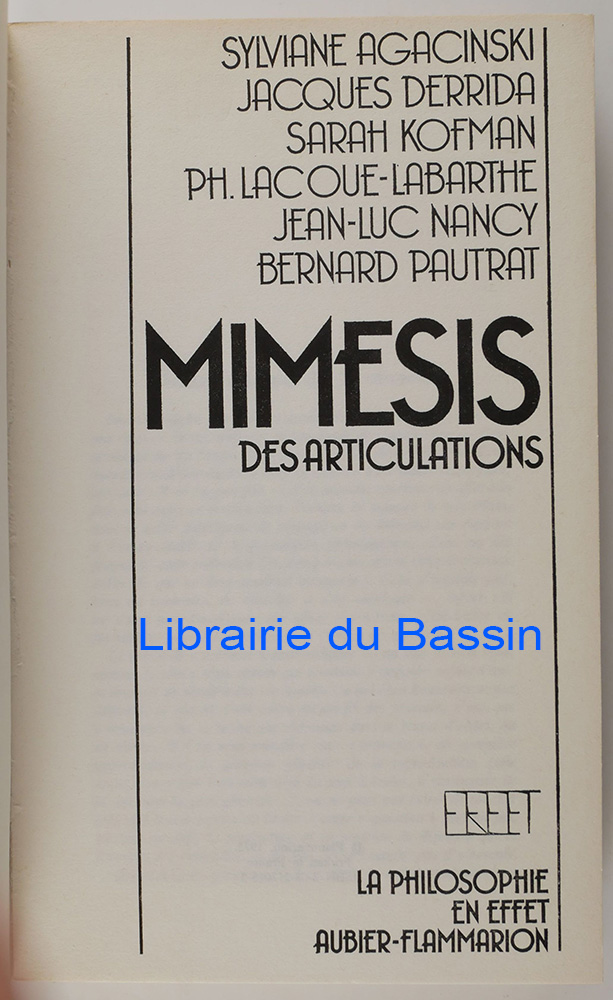 SYLVIANE AGACINSKI
JACQUES DERRIDA
SARAH KOFMAN
PH. LACOUE-LABARTHE
JEAN-LUC NANCY
BERNARD PAUTRAT
MIMESIS
DES ARTICULATIONS
Librairie du Bassin
EFFET
LA PHILOSOPHIE
EN EFFET
AUBIER-FLAMMARION